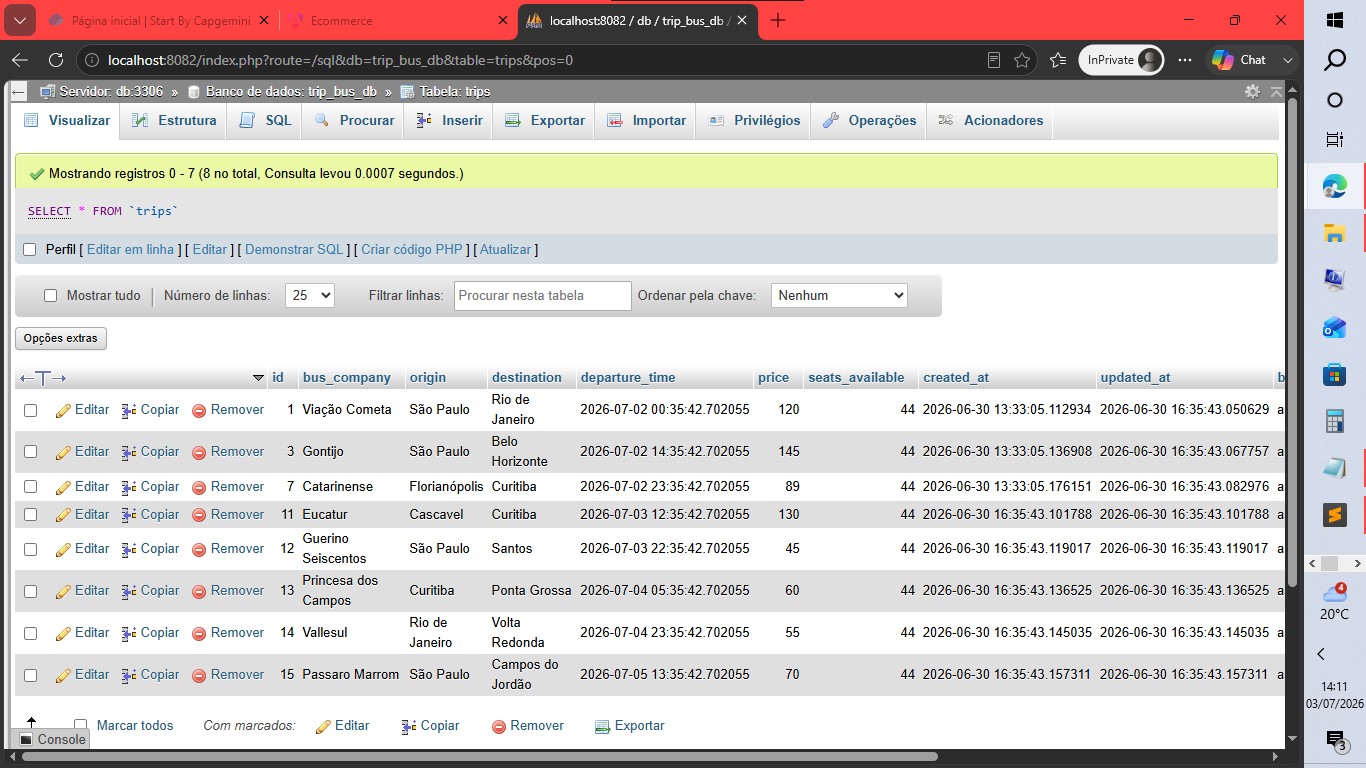 Página inicial | Start By Capgemini
Ecommerce
localhost:8082 / db / trip_bus_db /
localhost:8082/index.php?route=/sql&db=trip_bus_db&table=trips&pos=0
InPrivate
Chat
Servidor: db:3306 » Banco de dados: trip_bus_db » Tabela: trips
Visualizar Estrutura SQL Procurar Inserir Exportar Importar Privilégios Operações Acionadores
Mostrando registros 0 - 7 (8 no total, Consulta levou 0.0007 segundos.)
SELECT * FROM `trips`
Perfil [ Editar em linha ] [ Editar ] [ Demonstrar SQL ] [ Criar código PHP ] [ Atualizar ]
Mostrar tudo | Número de linhas: 25 Filtrar linhas: Procurar nesta tabela Ordenar pela chave: Nenhum
Opções extras
id bus_company origin destination departure_time price seats_available created_at updated_at b
Editar Copiar Remover 1 Viação Cometa São Paulo Rio de Janeiro 2026-07-02 00:35:42.702055 120 44 2026-06-30 13:33:05.112934 2026-06-30 16:35:43.050629 a
Editar Copiar Remover 3 Gontijo São Paulo Belo Horizonte 2026-07-02 14:35:42.702055 145 44 2026-06-30 13:33:05.136908 2026-06-30 16:35:43.067757 a
Editar Copiar Remover 7 Catarinense Florianópolis Curitiba 2026-07-02 23:35:42.702055 89 44 2026-06-30 13:33:05.176151 2026-06-30 16:35:43.082976 a
Editar Copiar Remover 11 Eucatur Cascavel Curitiba 2026-07-03 12:35:42.702055 130 44 2026-06-30 16:35:43.101788 2026-06-30 16:35:43.101788 a
Editar Copiar Remover 12 Guerino Seiscentos São Paulo Santos 2026-07-03 22:35:42.702055 45 44 2026-06-30 16:35:43.119017 2026-06-30 16:35:43.119017 a
Editar Copiar Remover 13 Princesa dos Campos Curitiba Ponta Grossa 2026-07-04 05:35:42.702055 60 44 2026-06-30 16:35:43.136525 2026-06-30 16:35:43.136525 a
Editar Copiar Remover 14 Vallesul Rio de Janeiro Volta Redonda 2026-07-04 23:35:42.702055 55 44 2026-06-30 16:35:43.145035 2026-06-30 16:35:43.145035 a
Editar Copiar Remover 15 Passaro Marrom São Paulo Campos do Jordão 2026-07-05 13:35:42.702055 70 44 2026-06-30 16:35:43.157311 2026-06-30 16:35:43.157311 a
Marcar todos Com marcados: Editar Copiar Remover Exportar
Console
4
20°C
14:11
03/07/2026
3